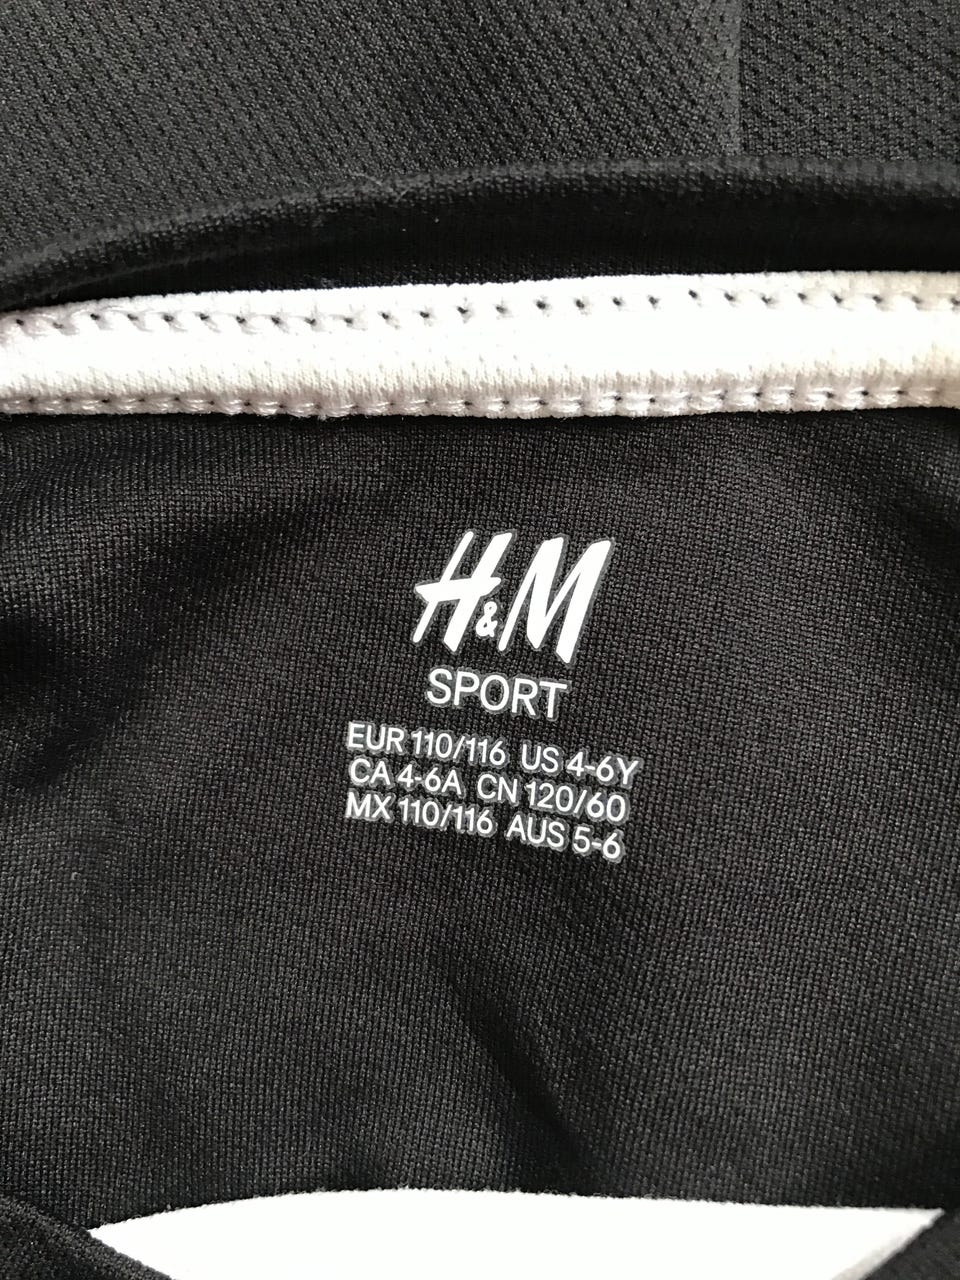 H&M
SPORT
EUR 110/116 US 4-6Y
CA 4-6A CN 120/60
MX 110/116 AUS 5-6